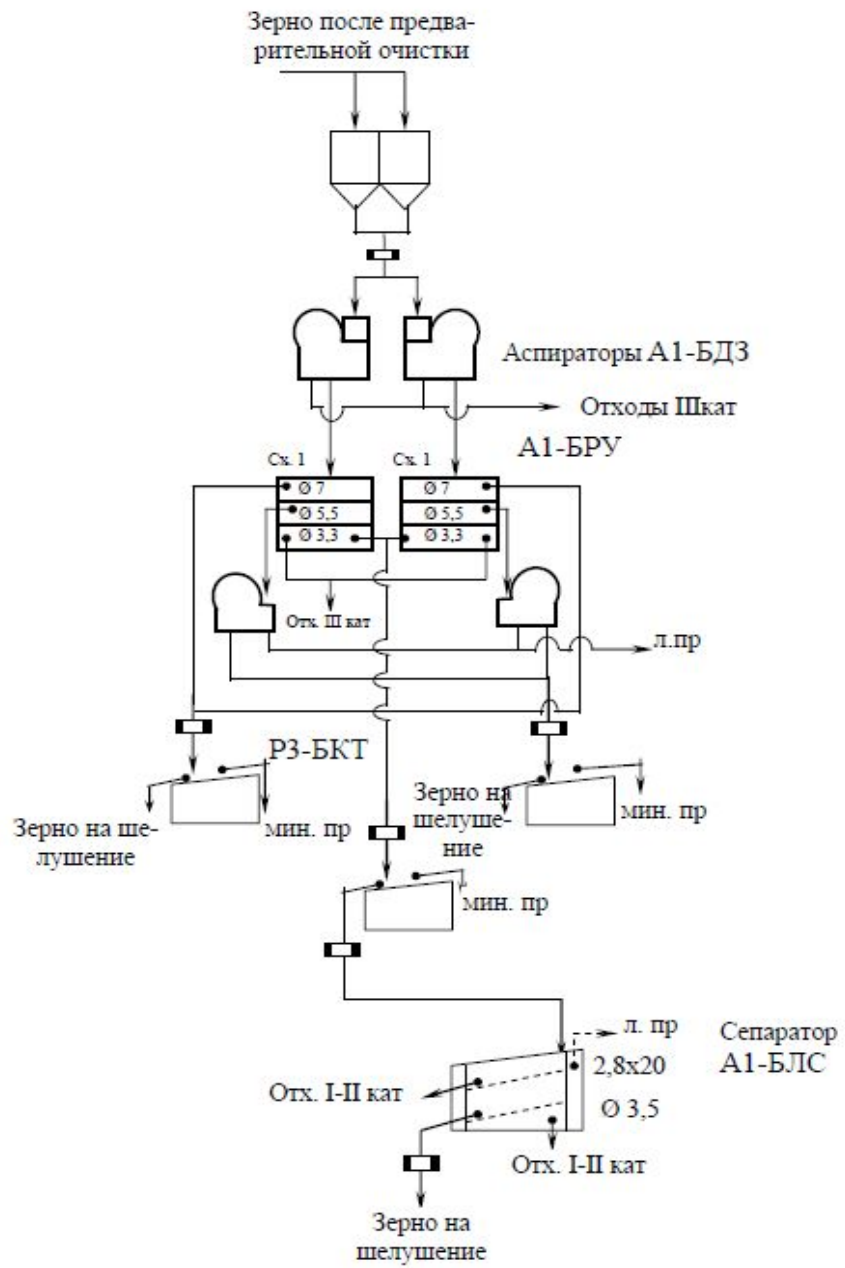 Зерно после предва-
рительной очистки
Аспираторы А1-БДЗ
Отходы IIIкат
А1-БРУ
Сх. 1
Сх. 1
Ø 7
Ø 7
Ø 5,5
Ø 5,5
Ø 3,3
Ø 3,3
Отх. III кат
л.пр
РЗ-БКТ
Зерно на ше-
лушение
мин. пр
Зерно на
шелуше-
ние
мин. пр
мин. пр
л. пр
Сепаратор
А1-БЛС
2,8х20
Отх. I-II кат
Ø 3,5
Отх. I-II кат
Зерно на
шелушение